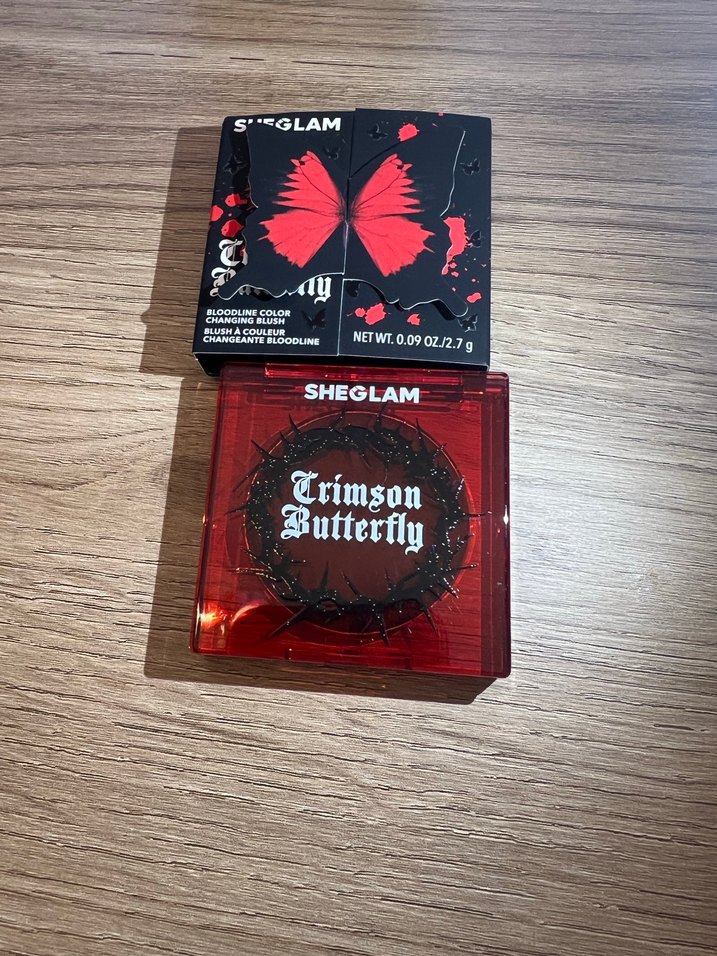 SHEGLAM
BLOODLINE COLOR
CHANGING BLUSH
BLUSH À COULEUR
CHANGEANTE BLOODLINE
NET WT. 0.09 OZ./2.7 g
SHEGLAM
Crimson
Butterfly